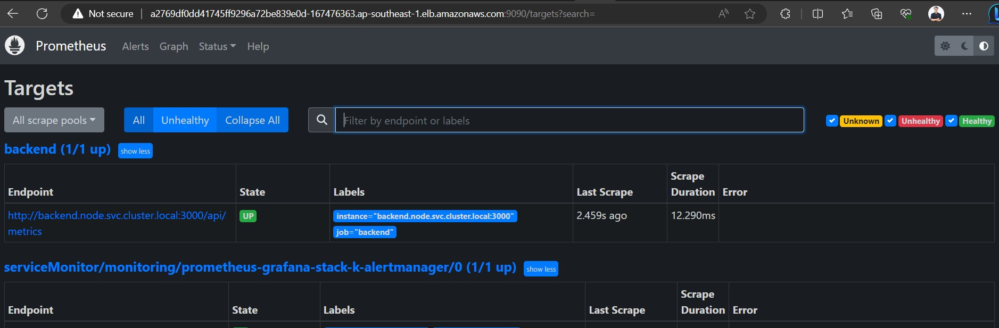 Not secure a2769df0dd41745ff9296a72be839e0d-167476363.ap-southeast-1.elb.amazonaws.com:9090/targets?search=
Prometheus Alerts Graph Status Help
Targets
All scrape pools All Unhealthy Collapse All Filter by endpoint or labels Unknown Unhealthy Healthy
backend (1/1 up) show less
Endpoint State Labels Last Scrape Scrape Duration Error
http://backend.node.svc.cluster.local:3000/api/ UP instance="backend.node.svc.cluster.local:3000" 2.459s ago 12.290ms
metrics job="backend"
serviceMonitor/monitoring/prometheus-grafana-stack-k-alertmanager/0 (1/1 up) show less
Endpoint State Labels Last Scrape Scrape Duration Error